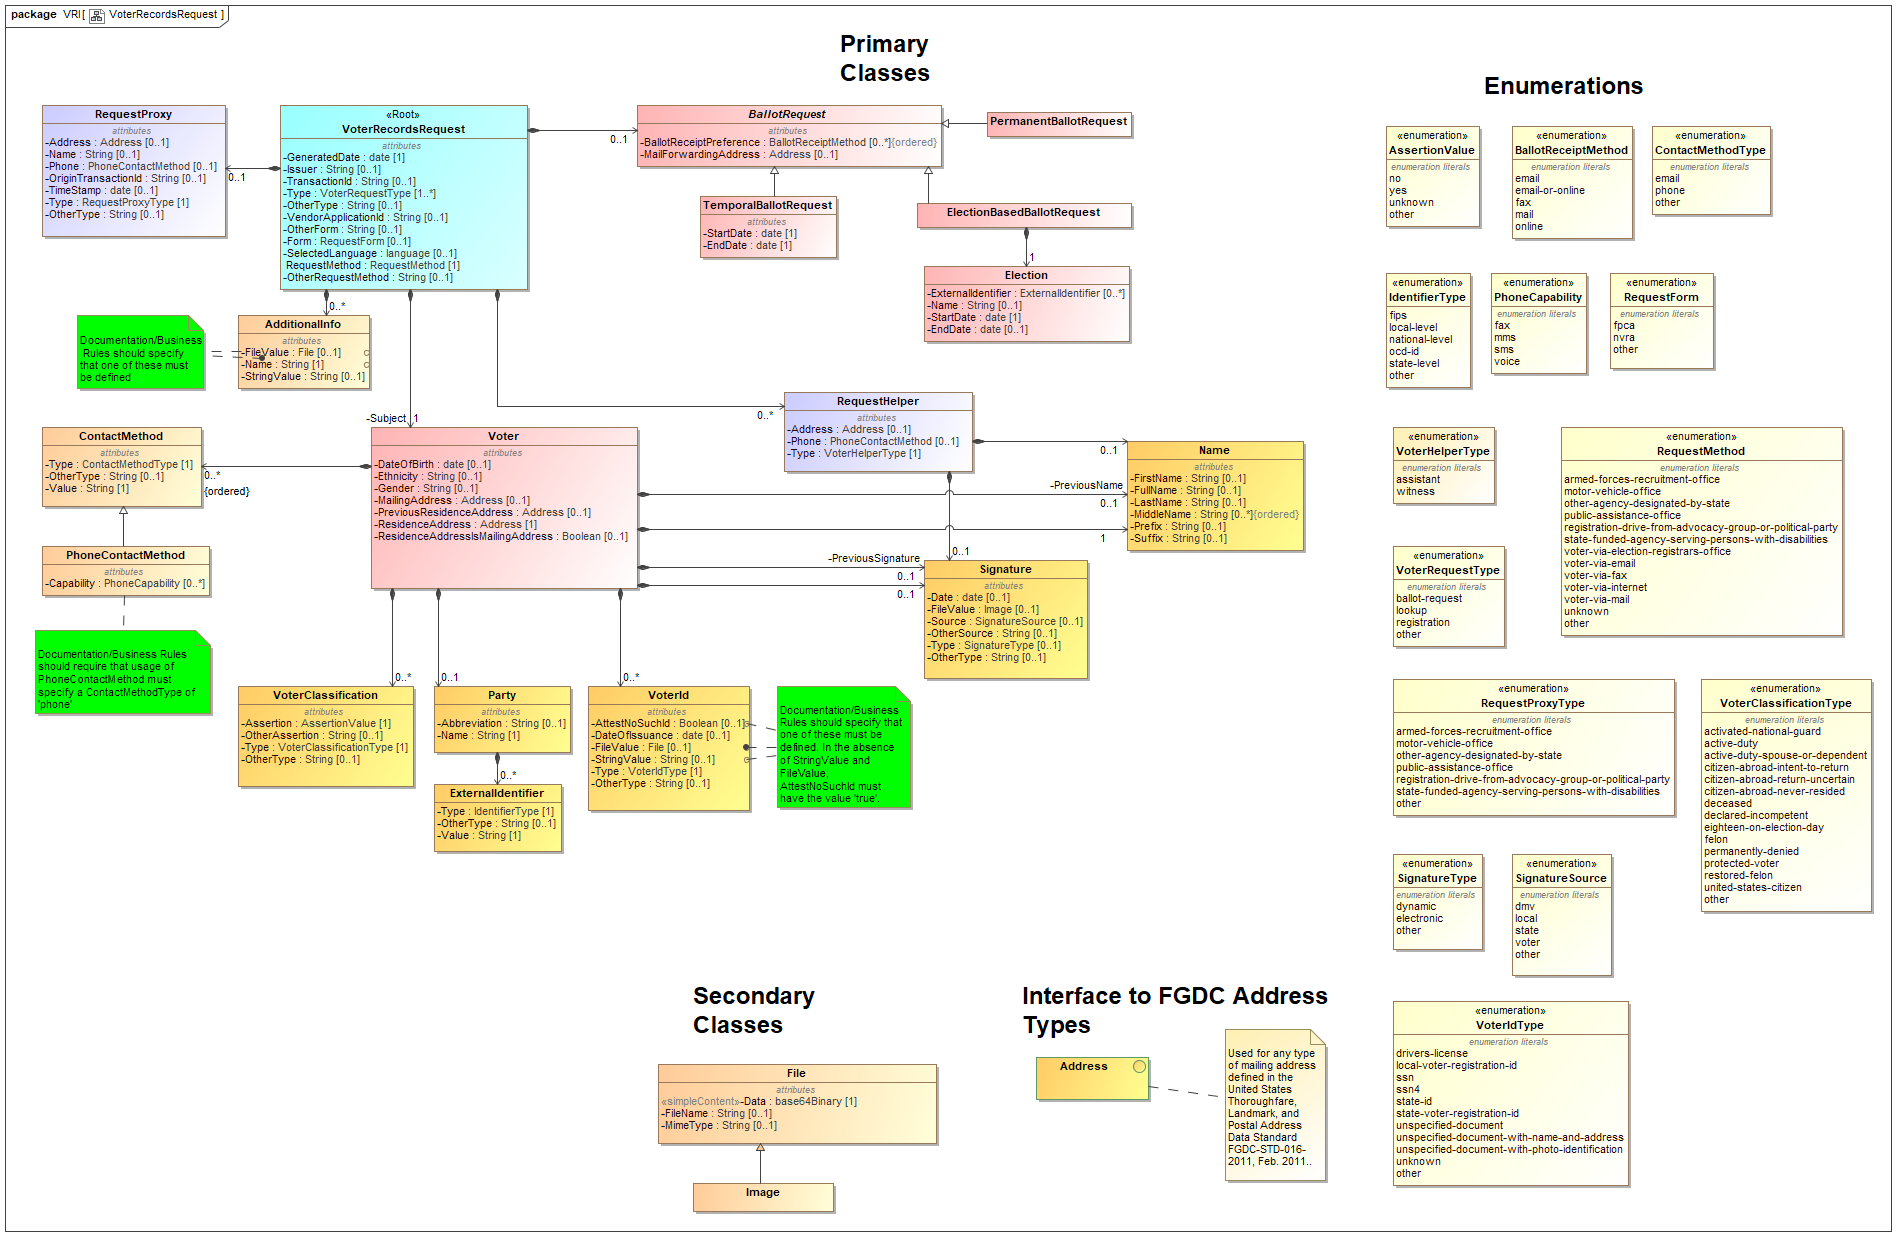 package VRI[ VoterRecordsRequest ]
Primary
Classes
Enumerations
RequestProxy
attributes
-Address : Address [0..1]
-Name : String [0..1]
-Phone : PhoneContactMethod [0..1]
-OriginTransactionId : String [0..1]
-TimeStamp : date [0..1]
-Type : RequestProxyType [1]
-OtherType : String [0..1]
0..1
«Root»
VoterRecordsRequest
attributes
-GeneratedDate : date [1]
-Issuer : String [0..1]
-TransactionId : String [0..1]
-Type : VoterRequestType [1..*]
-OtherType : String [0..1]
-VendorApplicationId : String [0..1]
-OtherForm : String [0..1]
-Form : RequestForm [0..1]
-SelectedLanguage : language [0..1]
RequestMethod : RequestMethod [1]
-OtherRequestMethod : String [0..1]
0..1
BallotRequest
attributes
-BallotReceiptPreference : BallotReceiptMethod [0..*]{ordered}
-MailForwardingAddress : Address [0..1]
PermanentBallotRequest
TemporalBallotRequest
attributes
-StartDate : date [1]
-EndDate : date [1]
ElectionBasedBallotRequest
1
Election
attributes
-ExternalIdentifier : ExternalIdentifier [0..*]
-Name : String [0..1]
-StartDate : date [1]
-EndDate : date [0..1]
0..*
Documentation/Business
Rules should specify
that one of these must
be defined
AdditionalInfo
attributes
-FileValue : File [0..1]
-Name : String [1]
-StringValue : String [0..1]
-Subject 1
0..*
RequestHelper
attributes
-Address : Address [0..1]
-Phone : PhoneContactMethod [0..1]
-Type : VoterHelperType [1]
0..1
ContactMethod
attributes
-Type : ContactMethodType [1]
-OtherType : String [0..1]
-Value : String [1]
0..*
{ordered}
Voter
attributes
-DateOfBirth : date [0..1]
-Ethnicity : String [0..1]
-Gender : String [0..1]
-MailingAddress : Address [0..1]
-PreviousResidenceAddress : Address [0..1]
-ResidenceAddress : Address [1]
-ResidenceAddressIsMailingAddress : Boolean [0..1]
-PreviousName
0..1
1
Name
attributes
-FirstName : String [0..1]
-FullName : String [0..1]
-LastName : String [0..1]
-MiddleName : String [0..*]{ordered}
-Prefix : String [0..1]
-Suffix : String [0..1]
PhoneContactMethod
attributes
-Capability : PhoneCapability [0..*]
0..1
-PreviousSignature
0..1
0..1
Signature
attributes
-Date : date [0..1]
-FileValue : Image [0..1]
-Source : SignatureSource [0..1]
-OtherSource : String [0..1]
-Type : SignatureType [0..1]
-OtherType : String [0..1]
Documentation/Business Rules
should require that usage of
PhoneContactMethod must
specify a ContactMethodType of
'phone'
0..*
0..1
0..*
VoterClassification
attributes
-Assertion : AssertionValue [1]
-OtherAssertion : String [0..1]
-Type : VoterClassificationType [1]
-OtherType : String [0..1]
Party
attributes
-Abbreviation : String [0..1]
-Name : String [1]
0..*
ExternalIdentifier
-Type : IdentifierType [1]
-OtherType : String [0..1]
-Value : String [1]
VoterId
attributes
-AttestNoSuchId : Boolean [0..1]
-DateOfIssuance : date [0..1]
-FileValue : File [0..1]
-StringValue : String [0..1]
-Type : VoterIdType [1]
-OtherType : String [0..1]
Documentation/Business
Rules should specify that
one of these must be
defined. In the absence
of StringValue and
FileValue,
AttestNoSuchId must
have the value 'true'.
«enumeration»
AssertionValue
enumeration literals
no
yes
unknown
other
«enumeration»
BallotReceiptMethod
enumeration literals
email
email-or-online
fax
mail
online
«enumeration»
ContactMethodType
enumeration literals
email
phone
other
«enumeration»
IdentifierType
enumeration literals
fips
local-level
national-level
ocd-id
state-level
other
«enumeration»
PhoneCapability
enumeration literals
fax
mms
sms
voice
«enumeration»
RequestForm
enumeration literals
fpca
nvra
other
«enumeration»
VoterHelperType
enumeration literals
assistant
witness
«enumeration»
RequestMethod
enumeration literals
armed-forces-recruitment-office
motor-vehicle-office
other-agency-designated-by-state
public-assistance-office
registration-drive-from-advocacy-group-or-political-party
state-funded-agency-serving-persons-with-disabilities
voter-via-election-registrars-office
voter-via-email
voter-via-fax
voter-via-internet
voter-via-mail
unknown
other
«enumeration»
VoterRequestType
enumeration literals
ballot-request
lookup
registration
other
«enumeration»
RequestProxyType
enumeration literals
armed-forces-recruitment-office
motor-vehicle-office
other-agency-designated-by-state
public-assistance-office
registration-drive-from-advocacy-group-or-political-party
state-funded-agency-serving-persons-with-disabilities
other
«enumeration»
VoterClassificationType
enumeration literals
activated-national-guard
active-duty
active-duty-spouse-or-dependent
citizen-abroad-intent-to-return
citizen-abroad-return-uncertain
citizen-abroad-never-resided
deceased
declared-incompetent
eighteen-on-election-day
felon
permanently-denied
protected-voter
restored-felon
united-states-citizen
other
«enumeration»
SignatureType
enumeration literals
dynamic
electronic
other
«enumeration»
SignatureSource
enumeration literals
dmv
local
state
voter
other
«enumeration»
VoterIdType
enumeration literals
drivers-license
local-voter-registration-id
ssn
ssn4
state-id
state-voter-registration-id
unspecified-document
unspecified-document-with-name-and-address
unspecified-document-with-photo-identification
unknown
other
Secondary
Classes
File
attributes
«simpleContent»-Data : base64Binary [1]
-FileName : String [0..1]
-MimeType : String [0..1]
Image
Interface to FGDC Address
Types
Address
Used for any type
of mailing address
defined in the
United States
Thoroughfare,
Landmark, and
Postal Address
Data Standard
FGDC-STD-016-
2011, Feb. 2011..